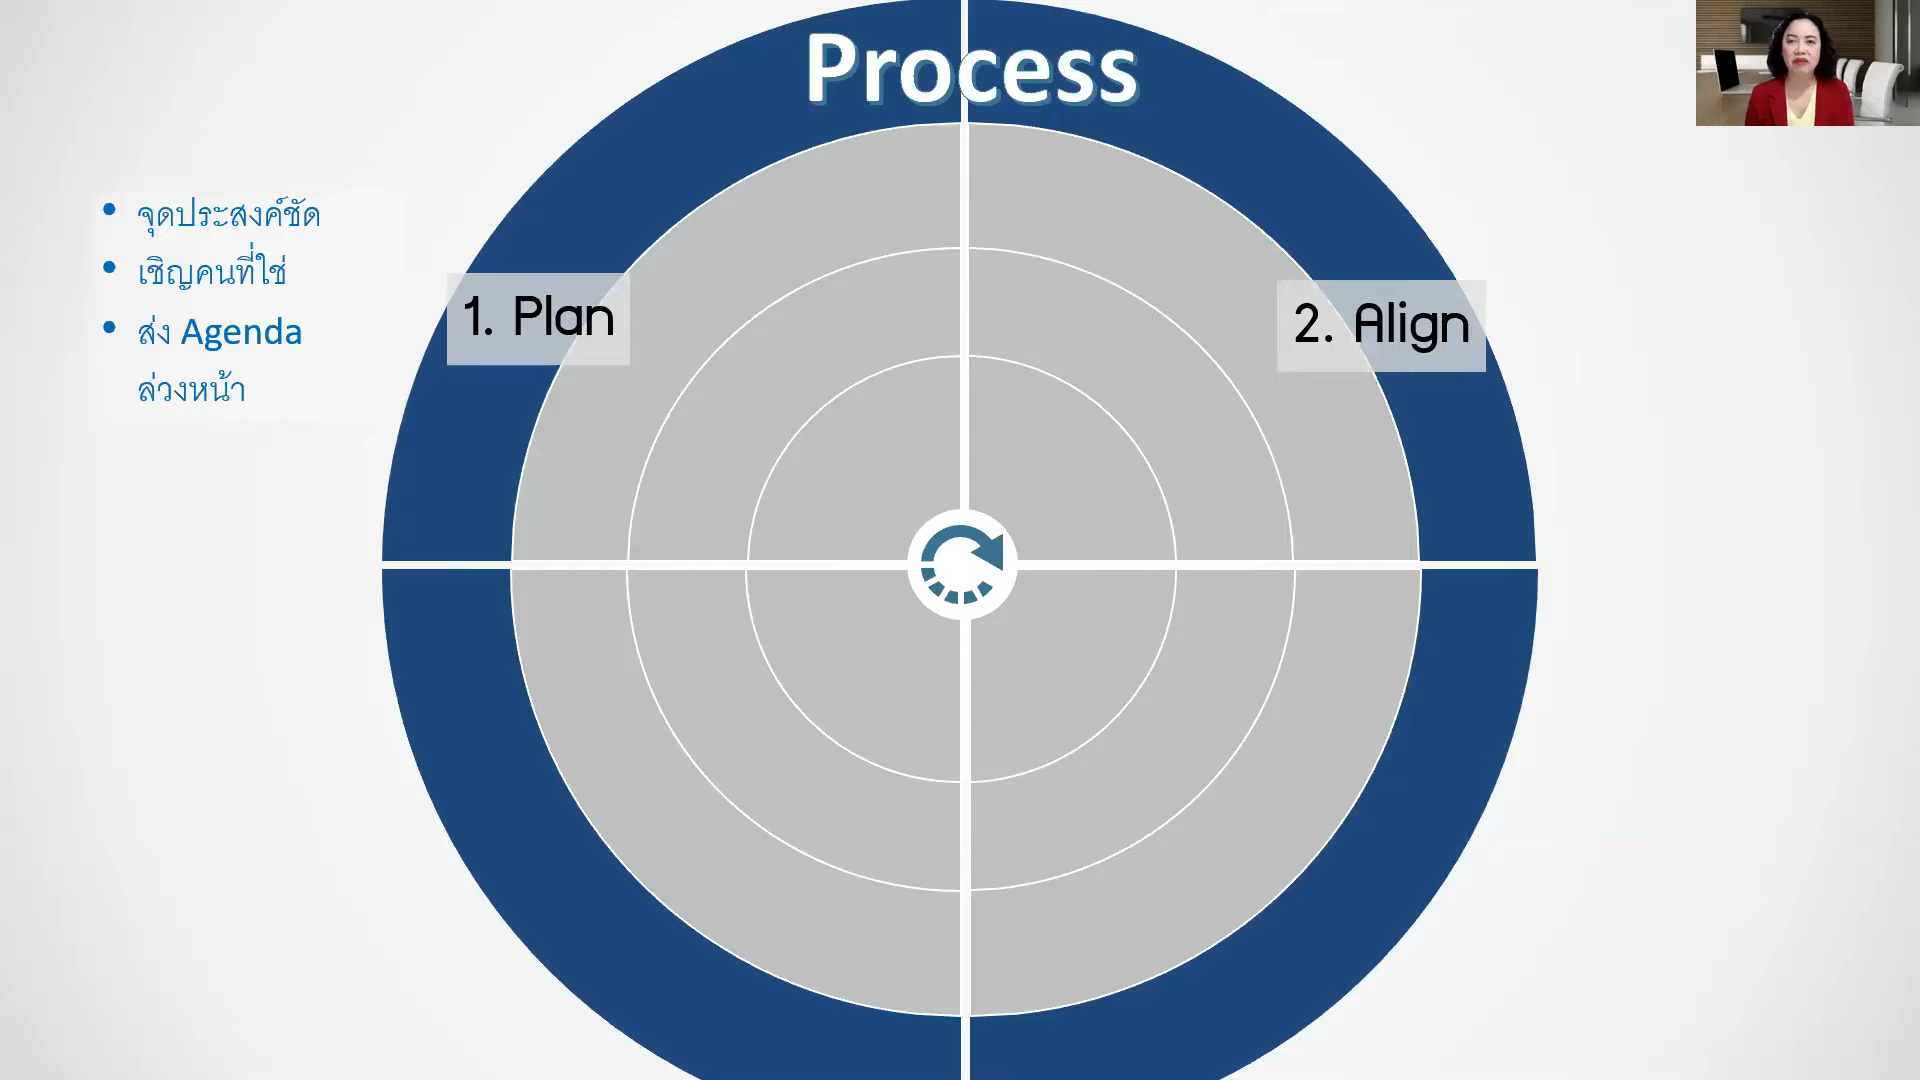 Process
จุดประสงค์ชัด
เชิญคนที่ใช่
ส่ง Agenda
ล่วงหน้า
1. Plan
2. Align